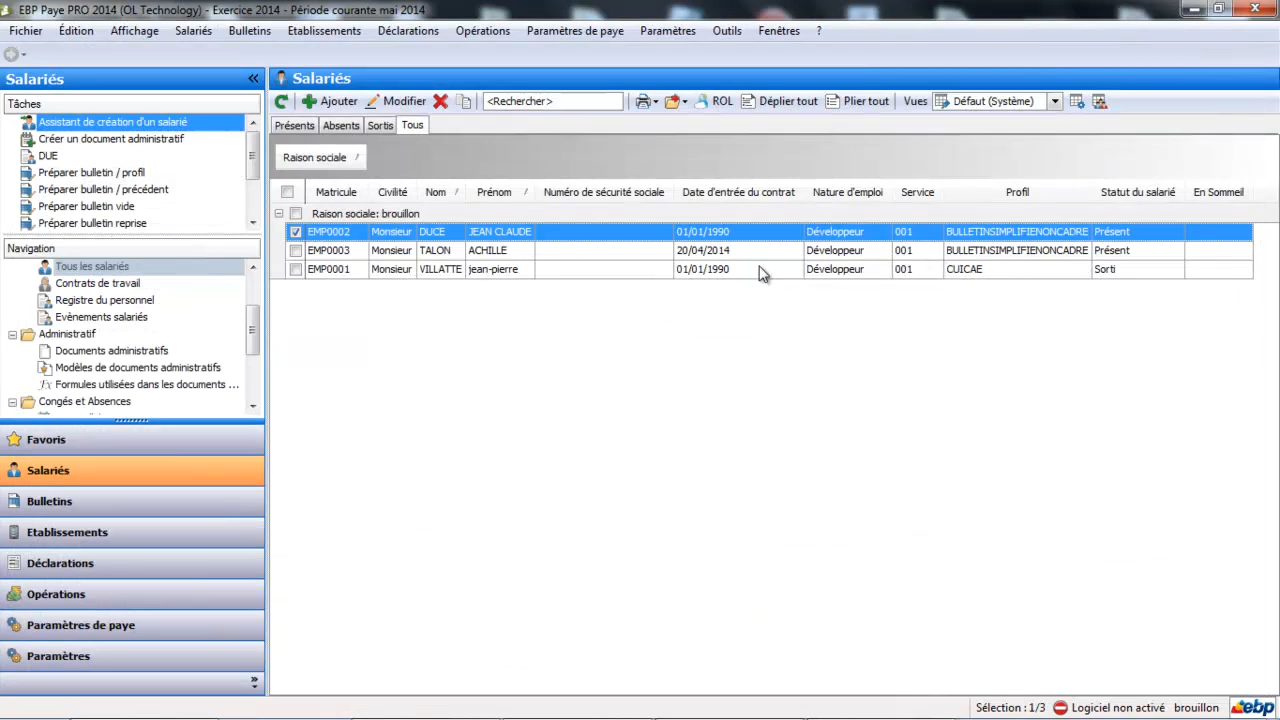 EBP Paye PRO 2014 (OL Technology) - Exercice 2014 - Période courante mai 2014
Fichier Édition Affichage Salariés Bulletins Etablissements Déclarations Opérations Paramètres de paye Paramètres Outils Fenêtres ?
Salariés
Tâches
Assistant de création d'un salarié
Créer un document administratif
DUE
Préparer bulletin / profil
Préparer bulletin / précédent
Préparer bulletin vide
Préparer bulletin reprise
Navigation
Tous les salariés
Contrats de travail
Registre du personnel
Evènements salariés
Administratif
Documents administratifs
Modèles de documents administratifs
Formules utilisées dans les documents ...
Congés et Absences
Favoris
Salariés
Bulletins
Etablissements
Déclarations
Opérations
Paramètres de paye
Paramètres
Salariés
Ajouter Modifier <Rechercher> ROL Déplier tout Plier tout Vues Défaut (Système)
Présents Absents Sortis Tous
Raison sociale
Matricule Civilité Nom Prénom Numéro de sécurité sociale Date d'entrée du contrat Nature d'emploi Service Profil Statut du salarié En Sommeil
Raison sociale: brouillon
EMP0002 Monsieur DUCE JEAN CLAUDE 01/01/1990 Développeur 001 BULLETINSIMPLIFIENONCADRE Présent
EMP0003 Monsieur TALON ACHILLE 20/04/2014 Développeur 001 BULLETINSIMPLIFIENONCADRE Présent
EMP0001 Monsieur VILLATTE jean-pierre 01/01/1990 Développeur 001 CUICAE Sorti
Sélection : 1/3 Logiciel non activé brouillon ebp